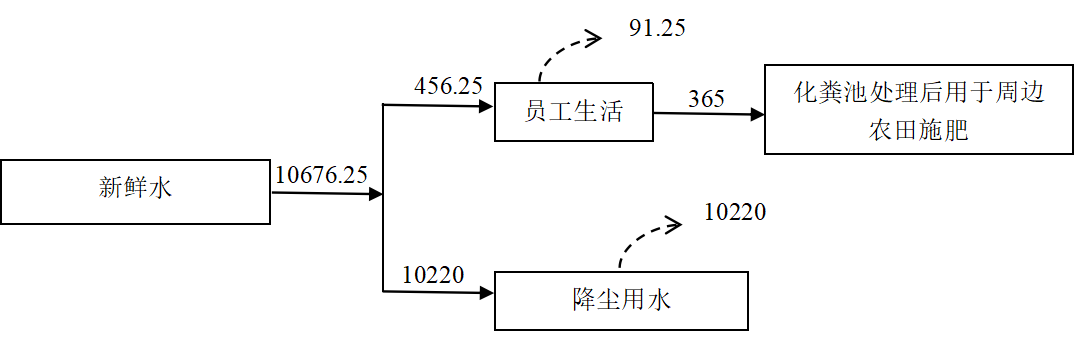 91.25
456.25
员工生活
365
化粪池处理后用于周边
农田施肥
新鲜水
10676.25
10220
10220
降尘用水